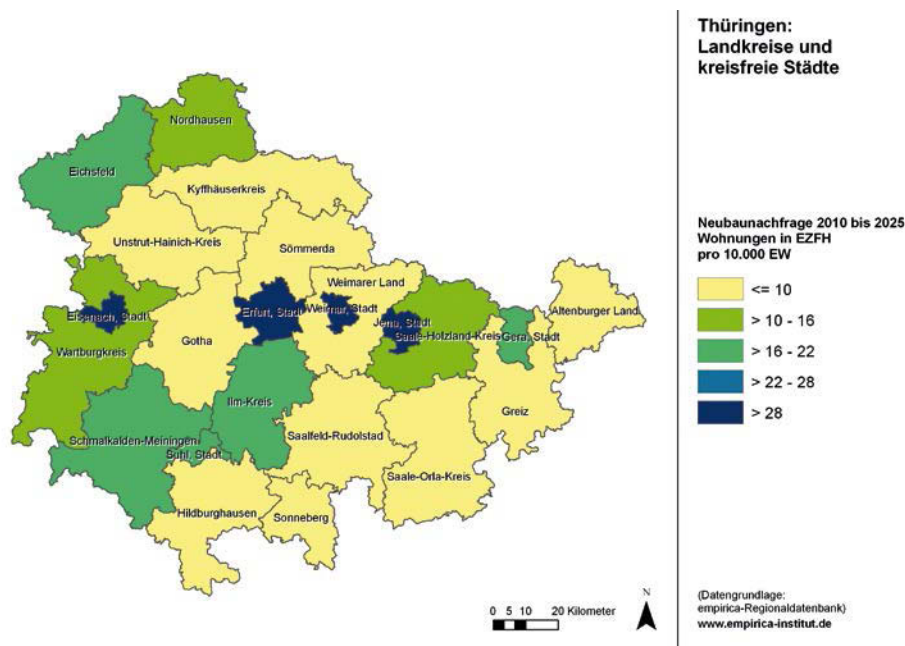 Thüringen:
Landkreise und
kreisfreie Städte
Nordhausen
Eichsfeld
Kyffhäuserkreis
Unstrut-Hainich-Kreis
Sömmerda
Weimarer Land
Eisenach, Stadt
Erfurt, Stadt
Weimar, Stadt
Jena, Stadt
Altenburger Land
Saale-Holzland-Kreis
Gera, Stadt
Gotha
Wartburgkreis
Ilm-Kreis
Greiz
Schmalkalden-Meiningen
Saalfeld-Rudolstad
Suhl, Stadt
Saale-Orla-Kreis
Hildburghausen
Sonneberg
Neubaunachfrage 2010 bis 2025
Wohnungen in EZFH
pro 10.000 EW
<= 10
> 10 - 16
> 16 - 22
> 22 - 28
> 28
0 5 10 20 Kilometer
N
(Datengrundlage:
empirica-Regionaldatenbank)
www.empirica-institut.de